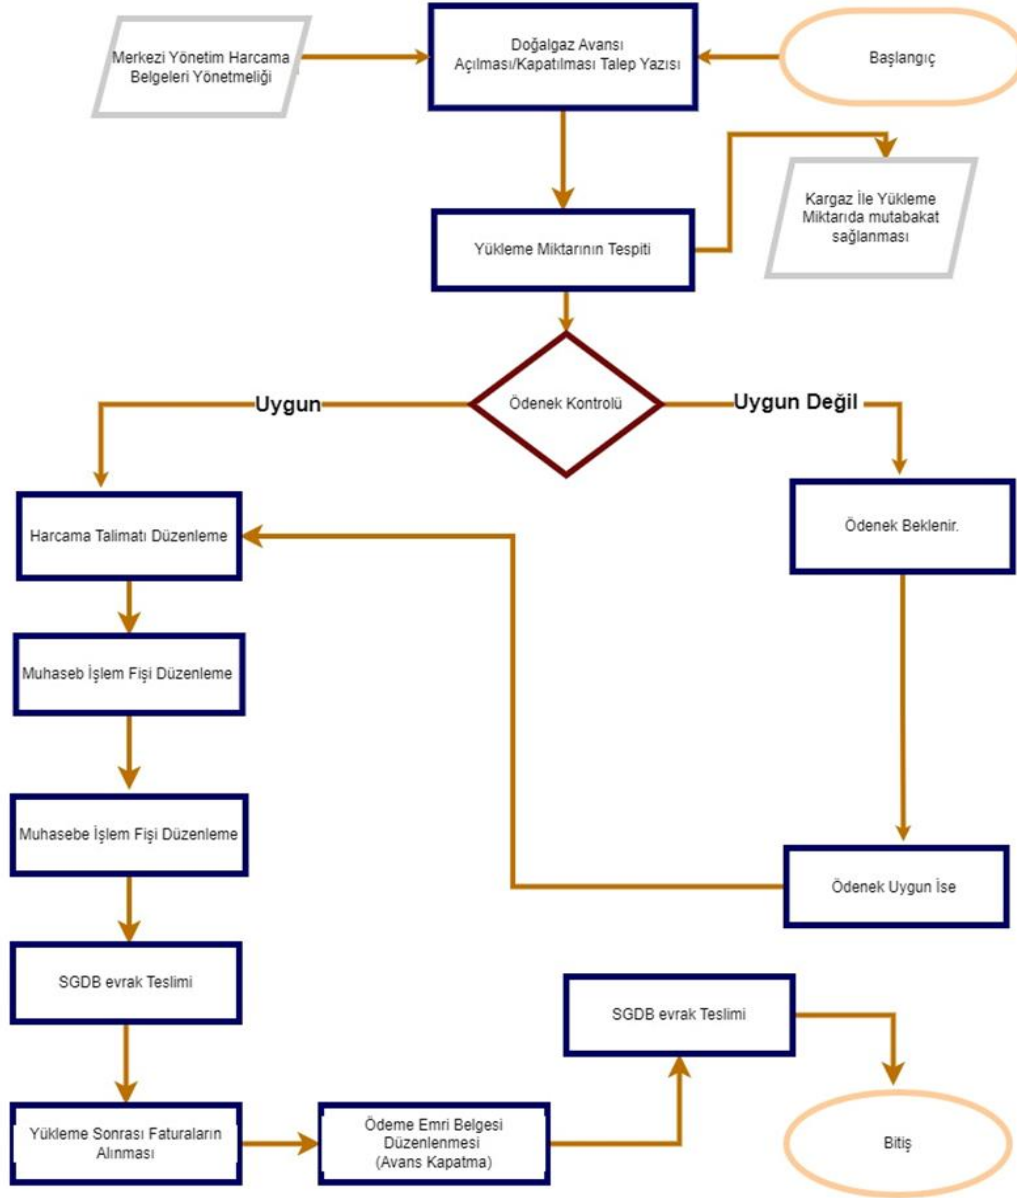 Merkezi Yönetim Harcama
Belgeleri Yönetmeliği
Doğalgaz Avansı
Açılması/Kapatılması Talep Yazısı
Başlangıç
Yükleme Miktarının Tespiti
Kargaz İle Yükleme
Miktarıda mutabakat
sağlanması
Ödenek Kontrolü
Uygun
Uygun Değil
Harcama Talimatı Düzenleme
Ödenek Beklenir.
Muhaseb İşlem Fişi Düzenleme
Muhasebe İşlem Fişi Düzenleme
Ödenek Uygun İse
SGDB evrak Teslimi
Yükleme Sonrası Faturaların
Alınması
Ödeme Emri Belgesi
Düzenlenmesi
(Avans Kapatma)
SGDB evrak Teslimi
Bitiş